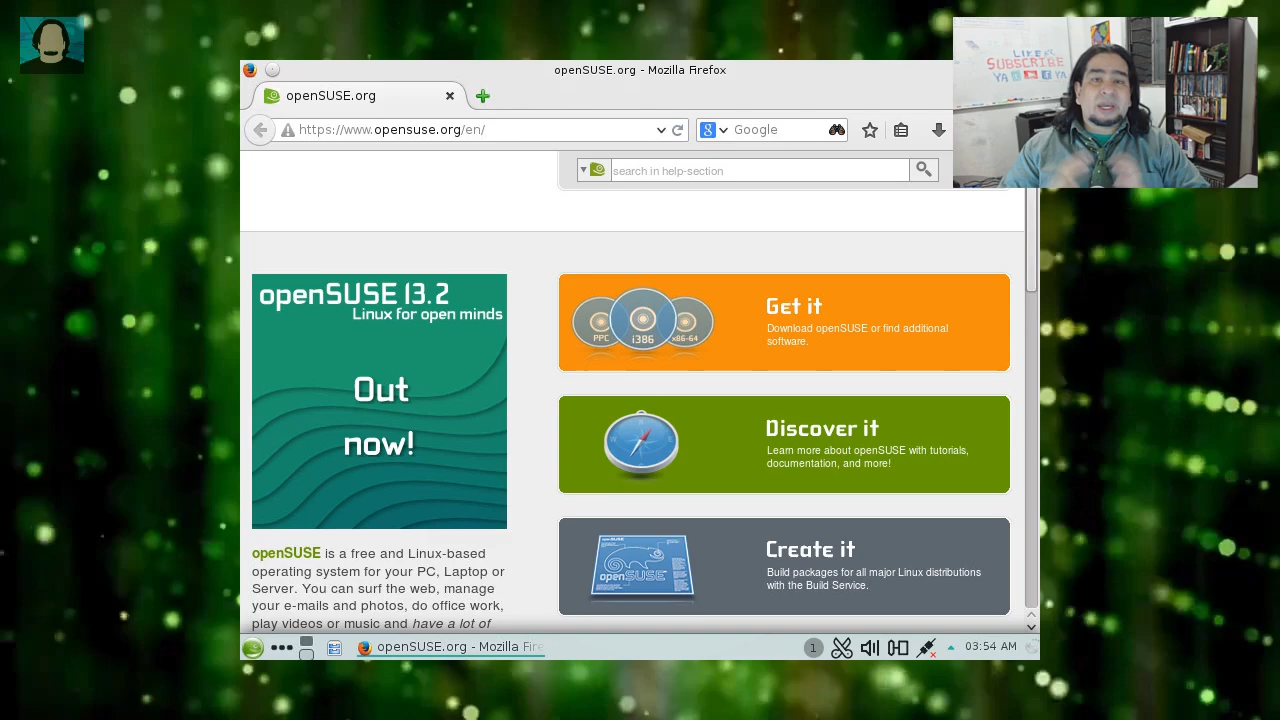 openSUSE.org - Mozilla Firefox
openSUSE.org
https://www.opensuse.org/en/
Google
LIKE
SUBSCRIBE
YA
YA
search in help-section
openSUSE 13.2
Linux for open minds
Out
now!
PPC
i386
x86-64
Get it
Download openSUSE or find additional
software.
Discover it
Learn more about openSUSE with tutorials,
documentation, and more!
openSUSE
Create it
Build packages for all major Linux distributions
with the Build Service.
openSUSE is a free and Linux-based
operating system for your PC, Laptop or
Server. You can surf the web, manage
your e-mails and photos, do office work,
play videos or music and have a lot of
openSUSE.org - Mozilla Fire
1
03:54 AM